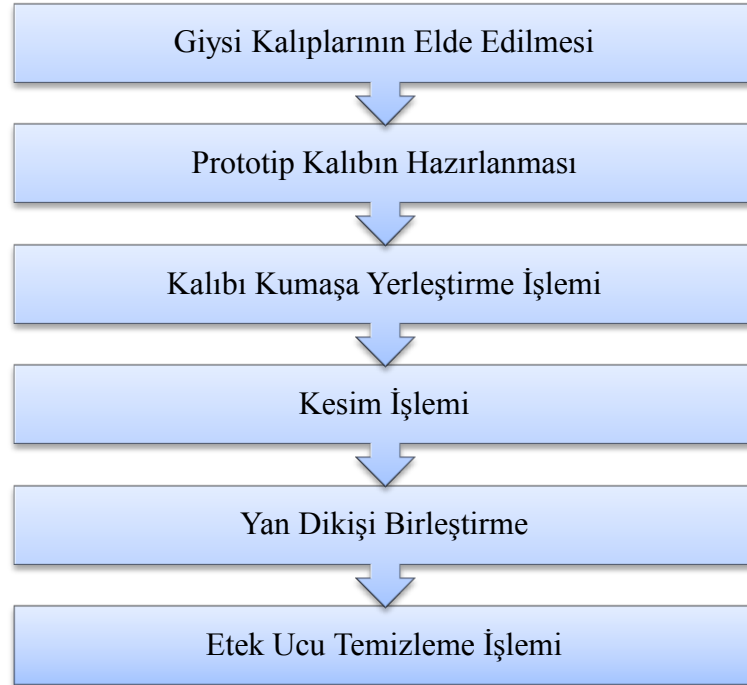 Giysi Kalıplarının Elde Edilmesi
Prototip Kalıbın Hazırlanması
Kalıbı Kumaşa Yerleştirme İşlemi
Kesim İşlemi
Yan Dikişi Birleştirme
Etek Ucu Temizleme İşlemi